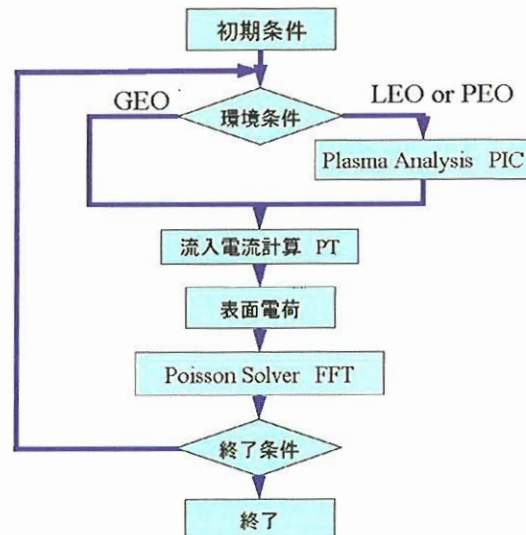 初期条件
GEO
LEO or PEO
環境条件
Plasma Analysis PIC
流入電流計算 PT
表面電荷
Poisson Solver FFT
終了条件
終了